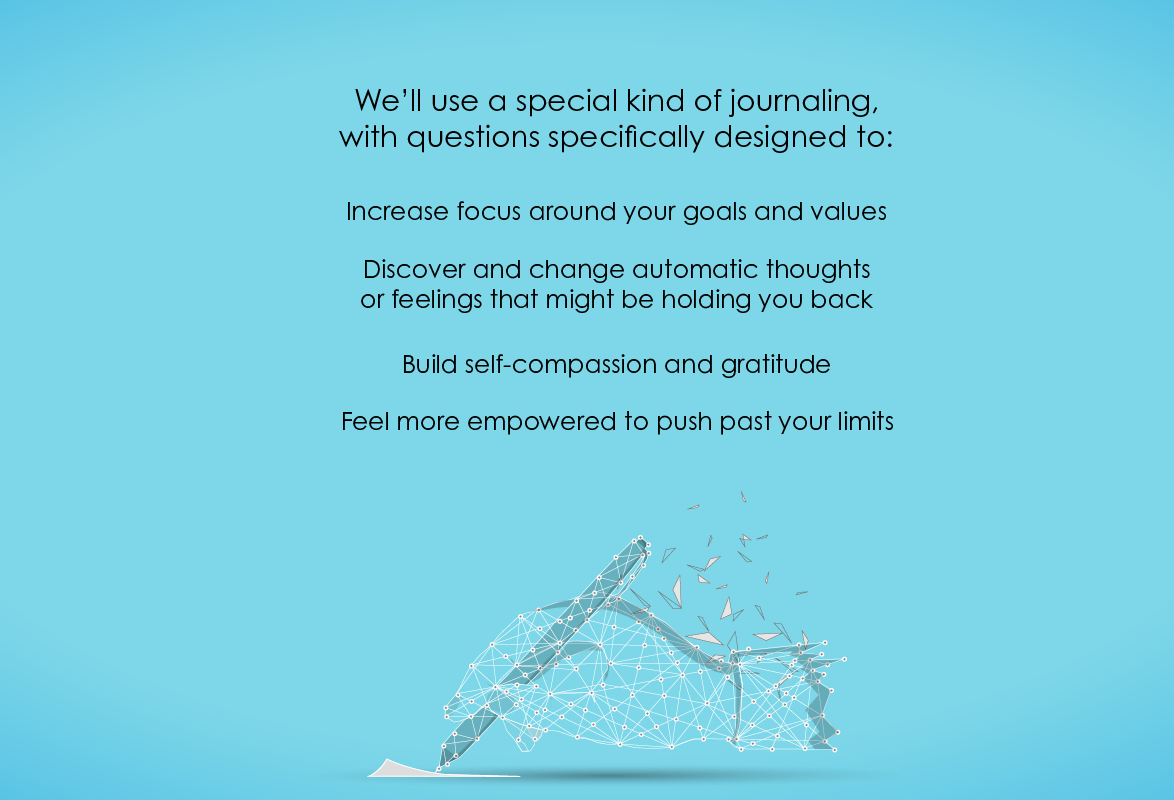 We’ll use a special kind of journaling,
with questions specifically designed to:
Increase focus around your goals and values
Discover and change automatic thoughts
or feelings that might be holding you back
Build self-compassion and gratitude
Feel more empowered to push past your limits